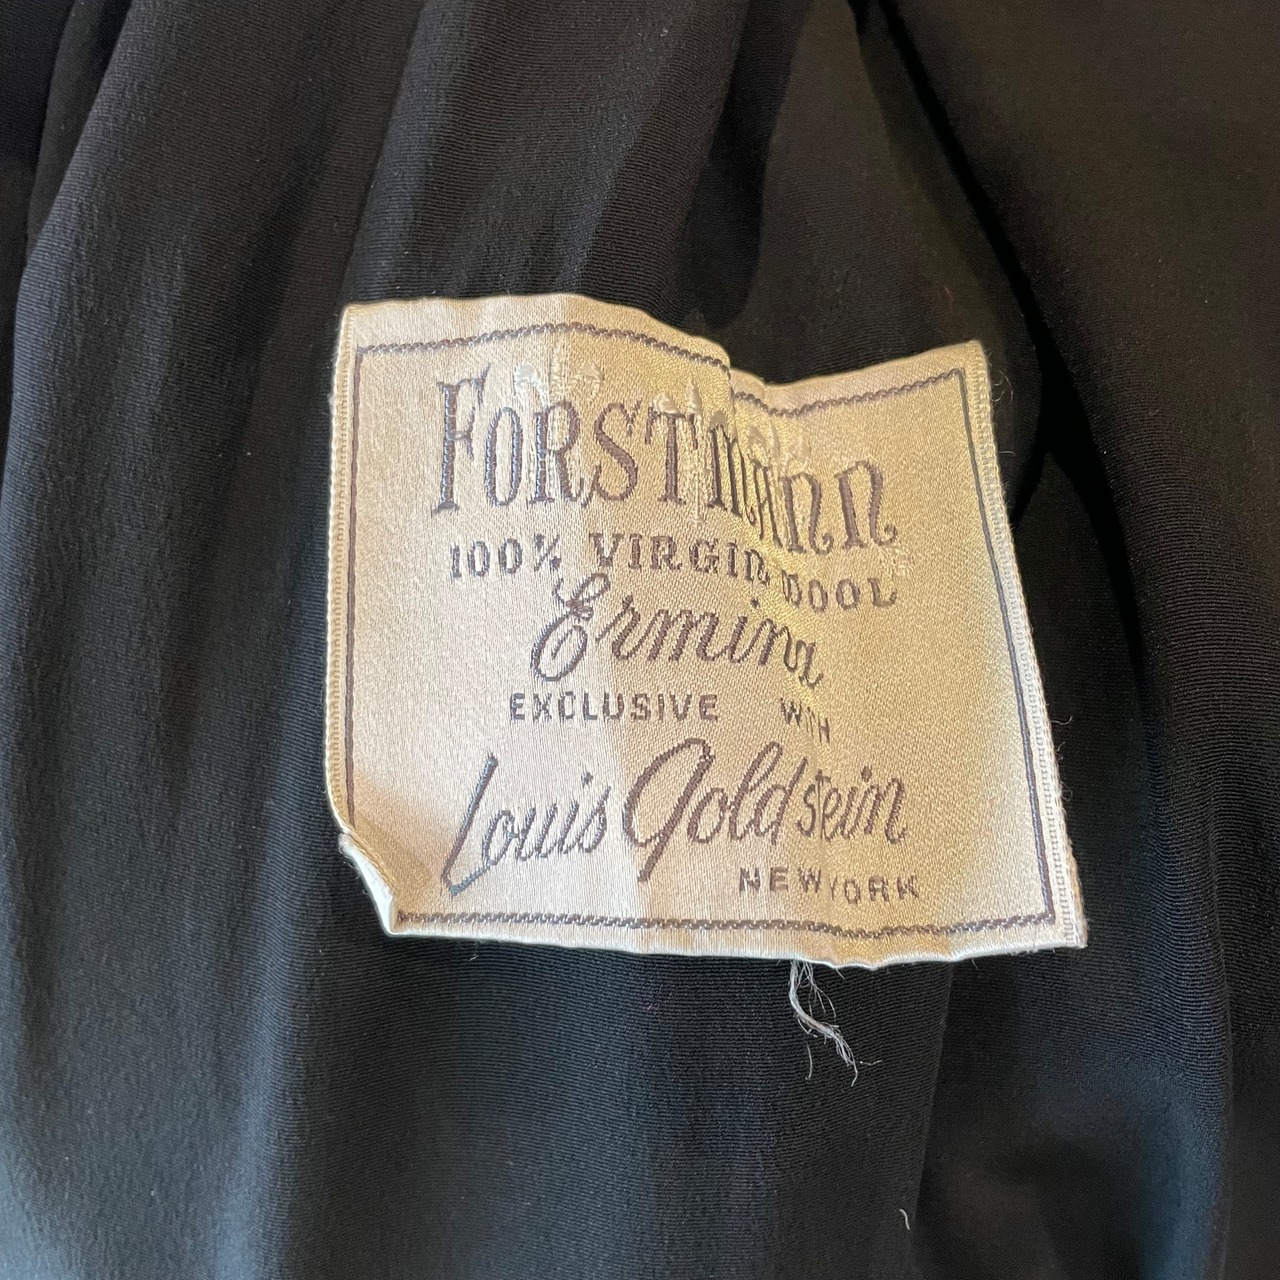 FORSTMANN
100% VIRGIN WOOL
Ermina
EXCLUSIVE WITH
Louis Goldstein
NEW YORK